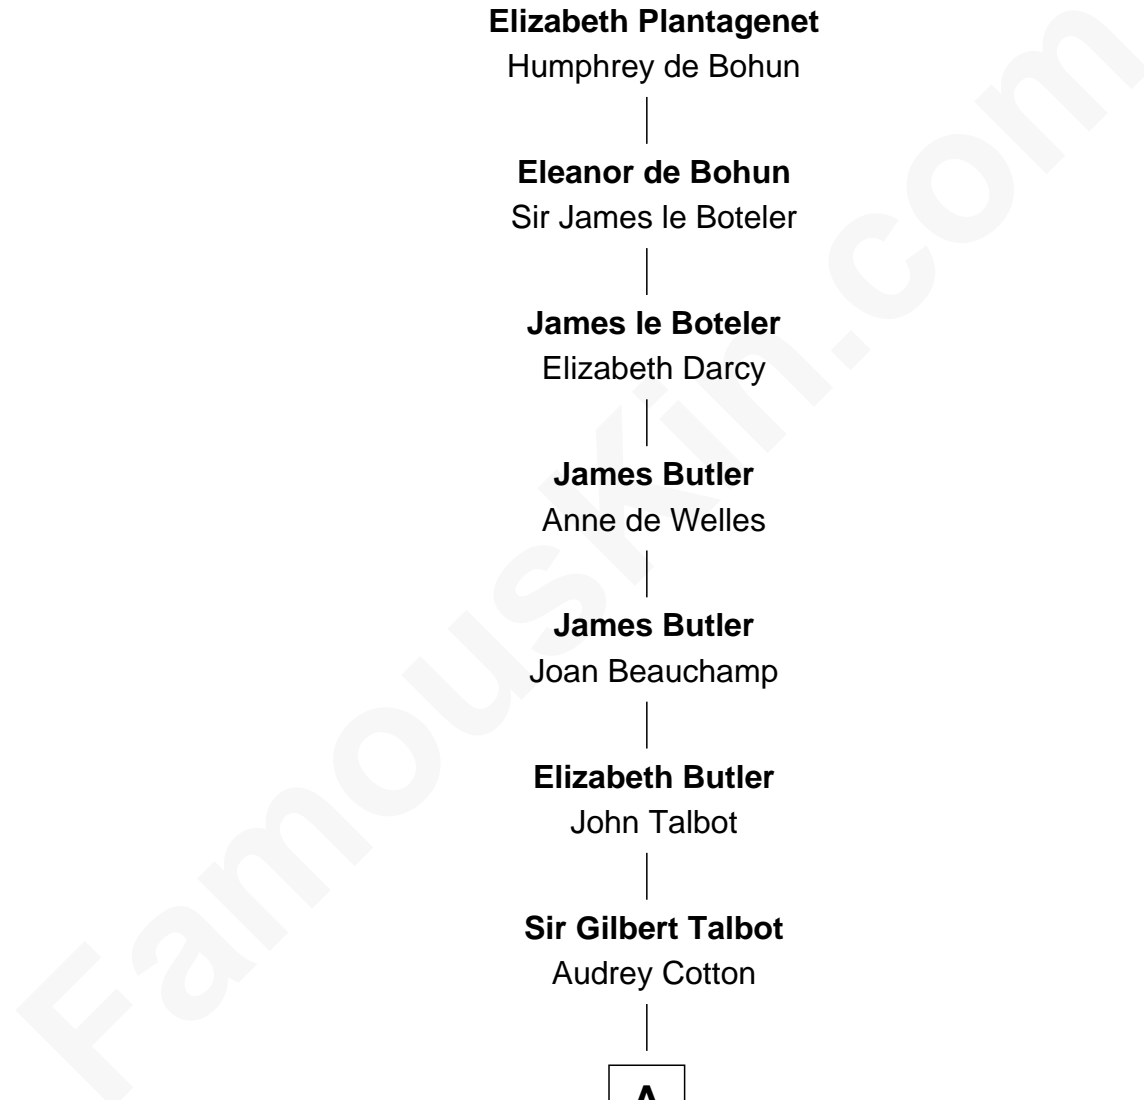 Elizabeth Plantagenet
Humphrey de Bohun
Eleanor de Bohun
Sir James le Boteler
James le Boteler
Elizabeth Darcy
James Butler
Anne de Welles
James Butler
Joan Beauchamp
Elizabeth Butler
John Talbot
Sir Gilbert Talbot
Audrey Cotton
A
FamousKin.com